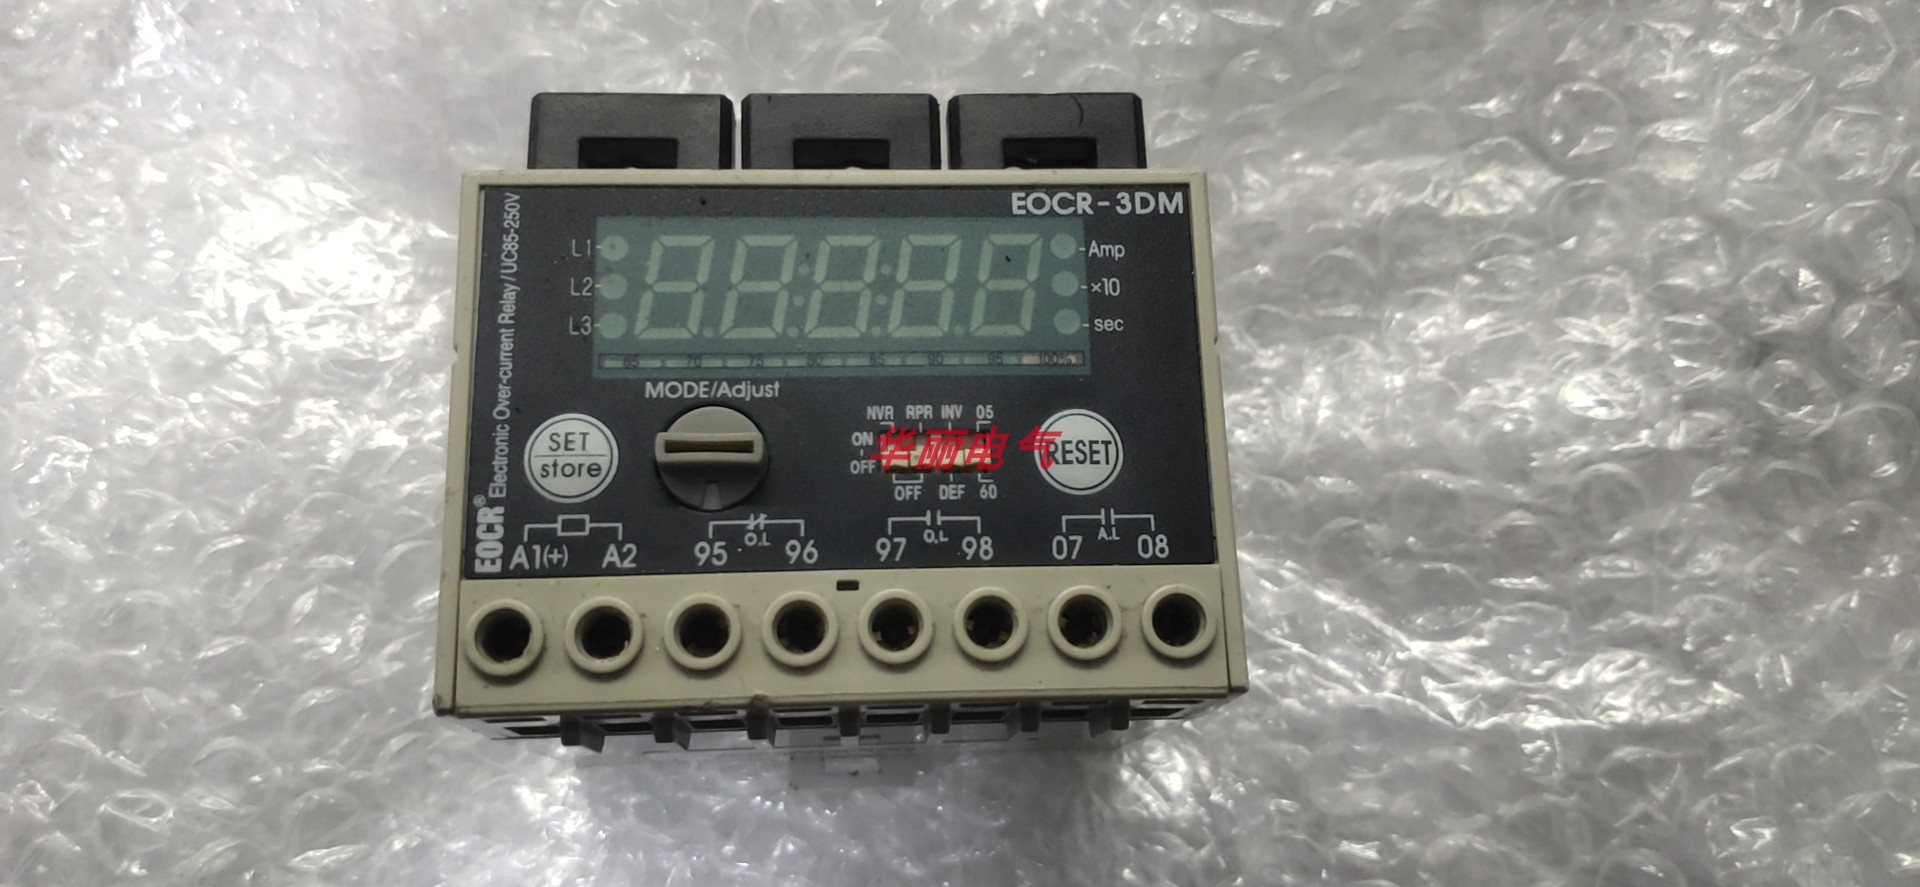 EOCR-3DM
EOCR® Electronic Over-current Relay / UC85-250V
L1
L2
L3
Amp
×10
sec
65 70 75 80 85 90 95 100%
MODE/Adjust
SET
store
NVR RPR INV 05
ON
OFF
OFF DEF 60
华丽电气
RESET
O.L
O.L
A.L
A1(+) A2 95 96 97 98 07 08